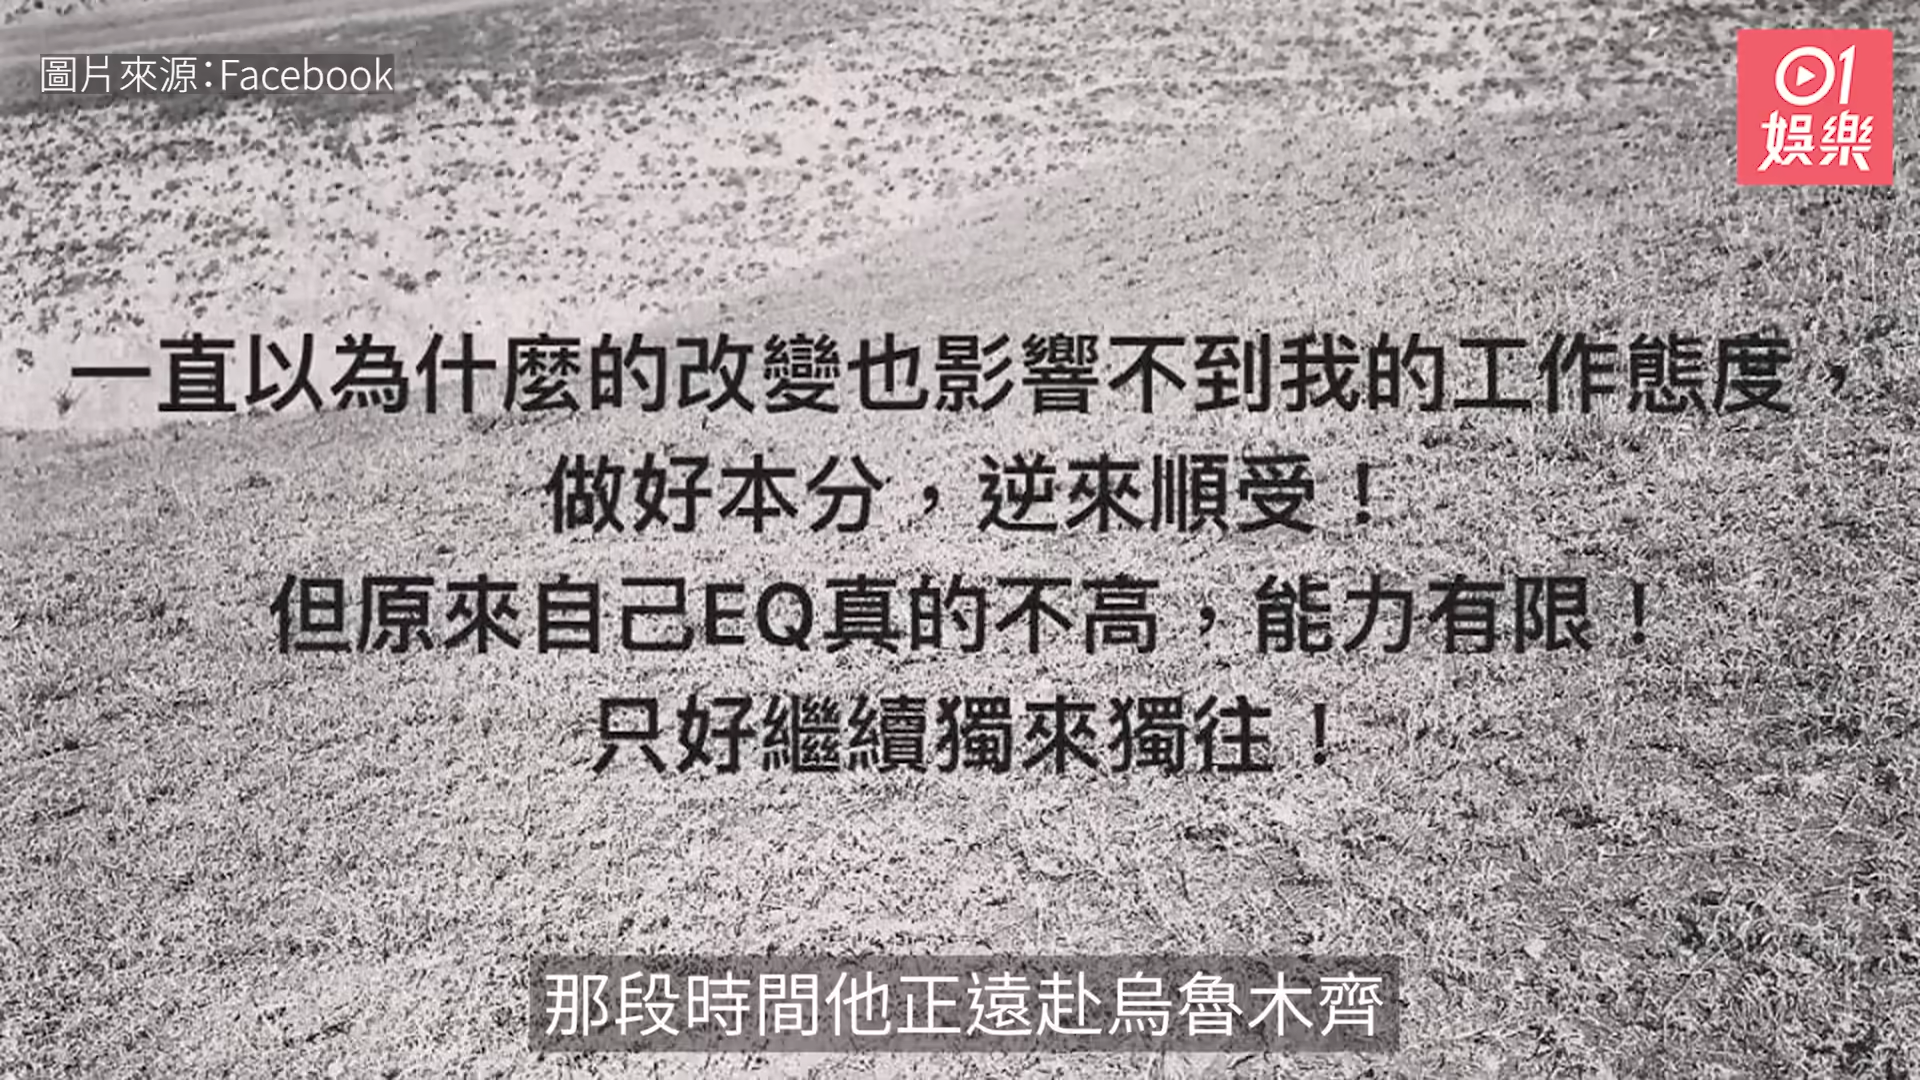 圖片來源：Facebook
01
娛樂
一直以為什麼的改變也影響不到我的工作態度，
做好本分，逆來順受！
但原來自己EQ真的不高，能力有限！
只好繼續獨來獨往！
那段時間他正遠赴烏魯木齊